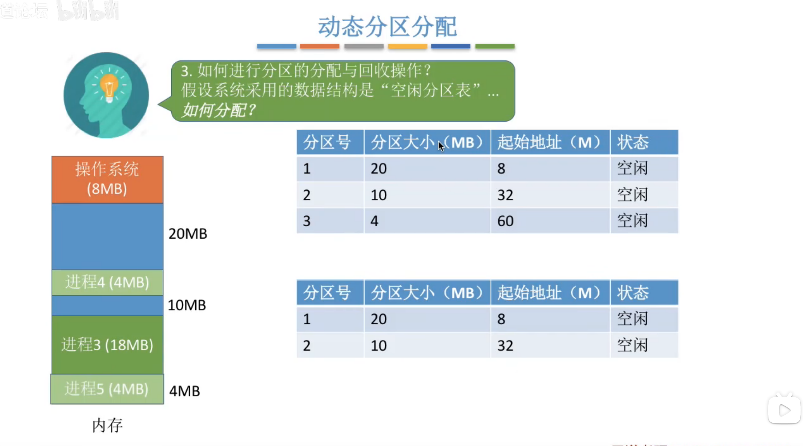 动态分区分配
3. 如何进行分区的分配与回收操作？
假设系统采用的数据结构是“空闲分区表”...
如何分配？
分区号 分区大小（MB） 起始地址（M） 状态
1 20 8 空闲
2 10 32 空闲
3 4 60 空闲
操作系统
(8MB)
20MB
进程4 (4MB)
10MB
进程3 (18MB)
进程5 (4MB)
4MB
内存
分区号 分区大小（MB） 起始地址（M） 状态
1 20 8 空闲
2 10 32 空闲